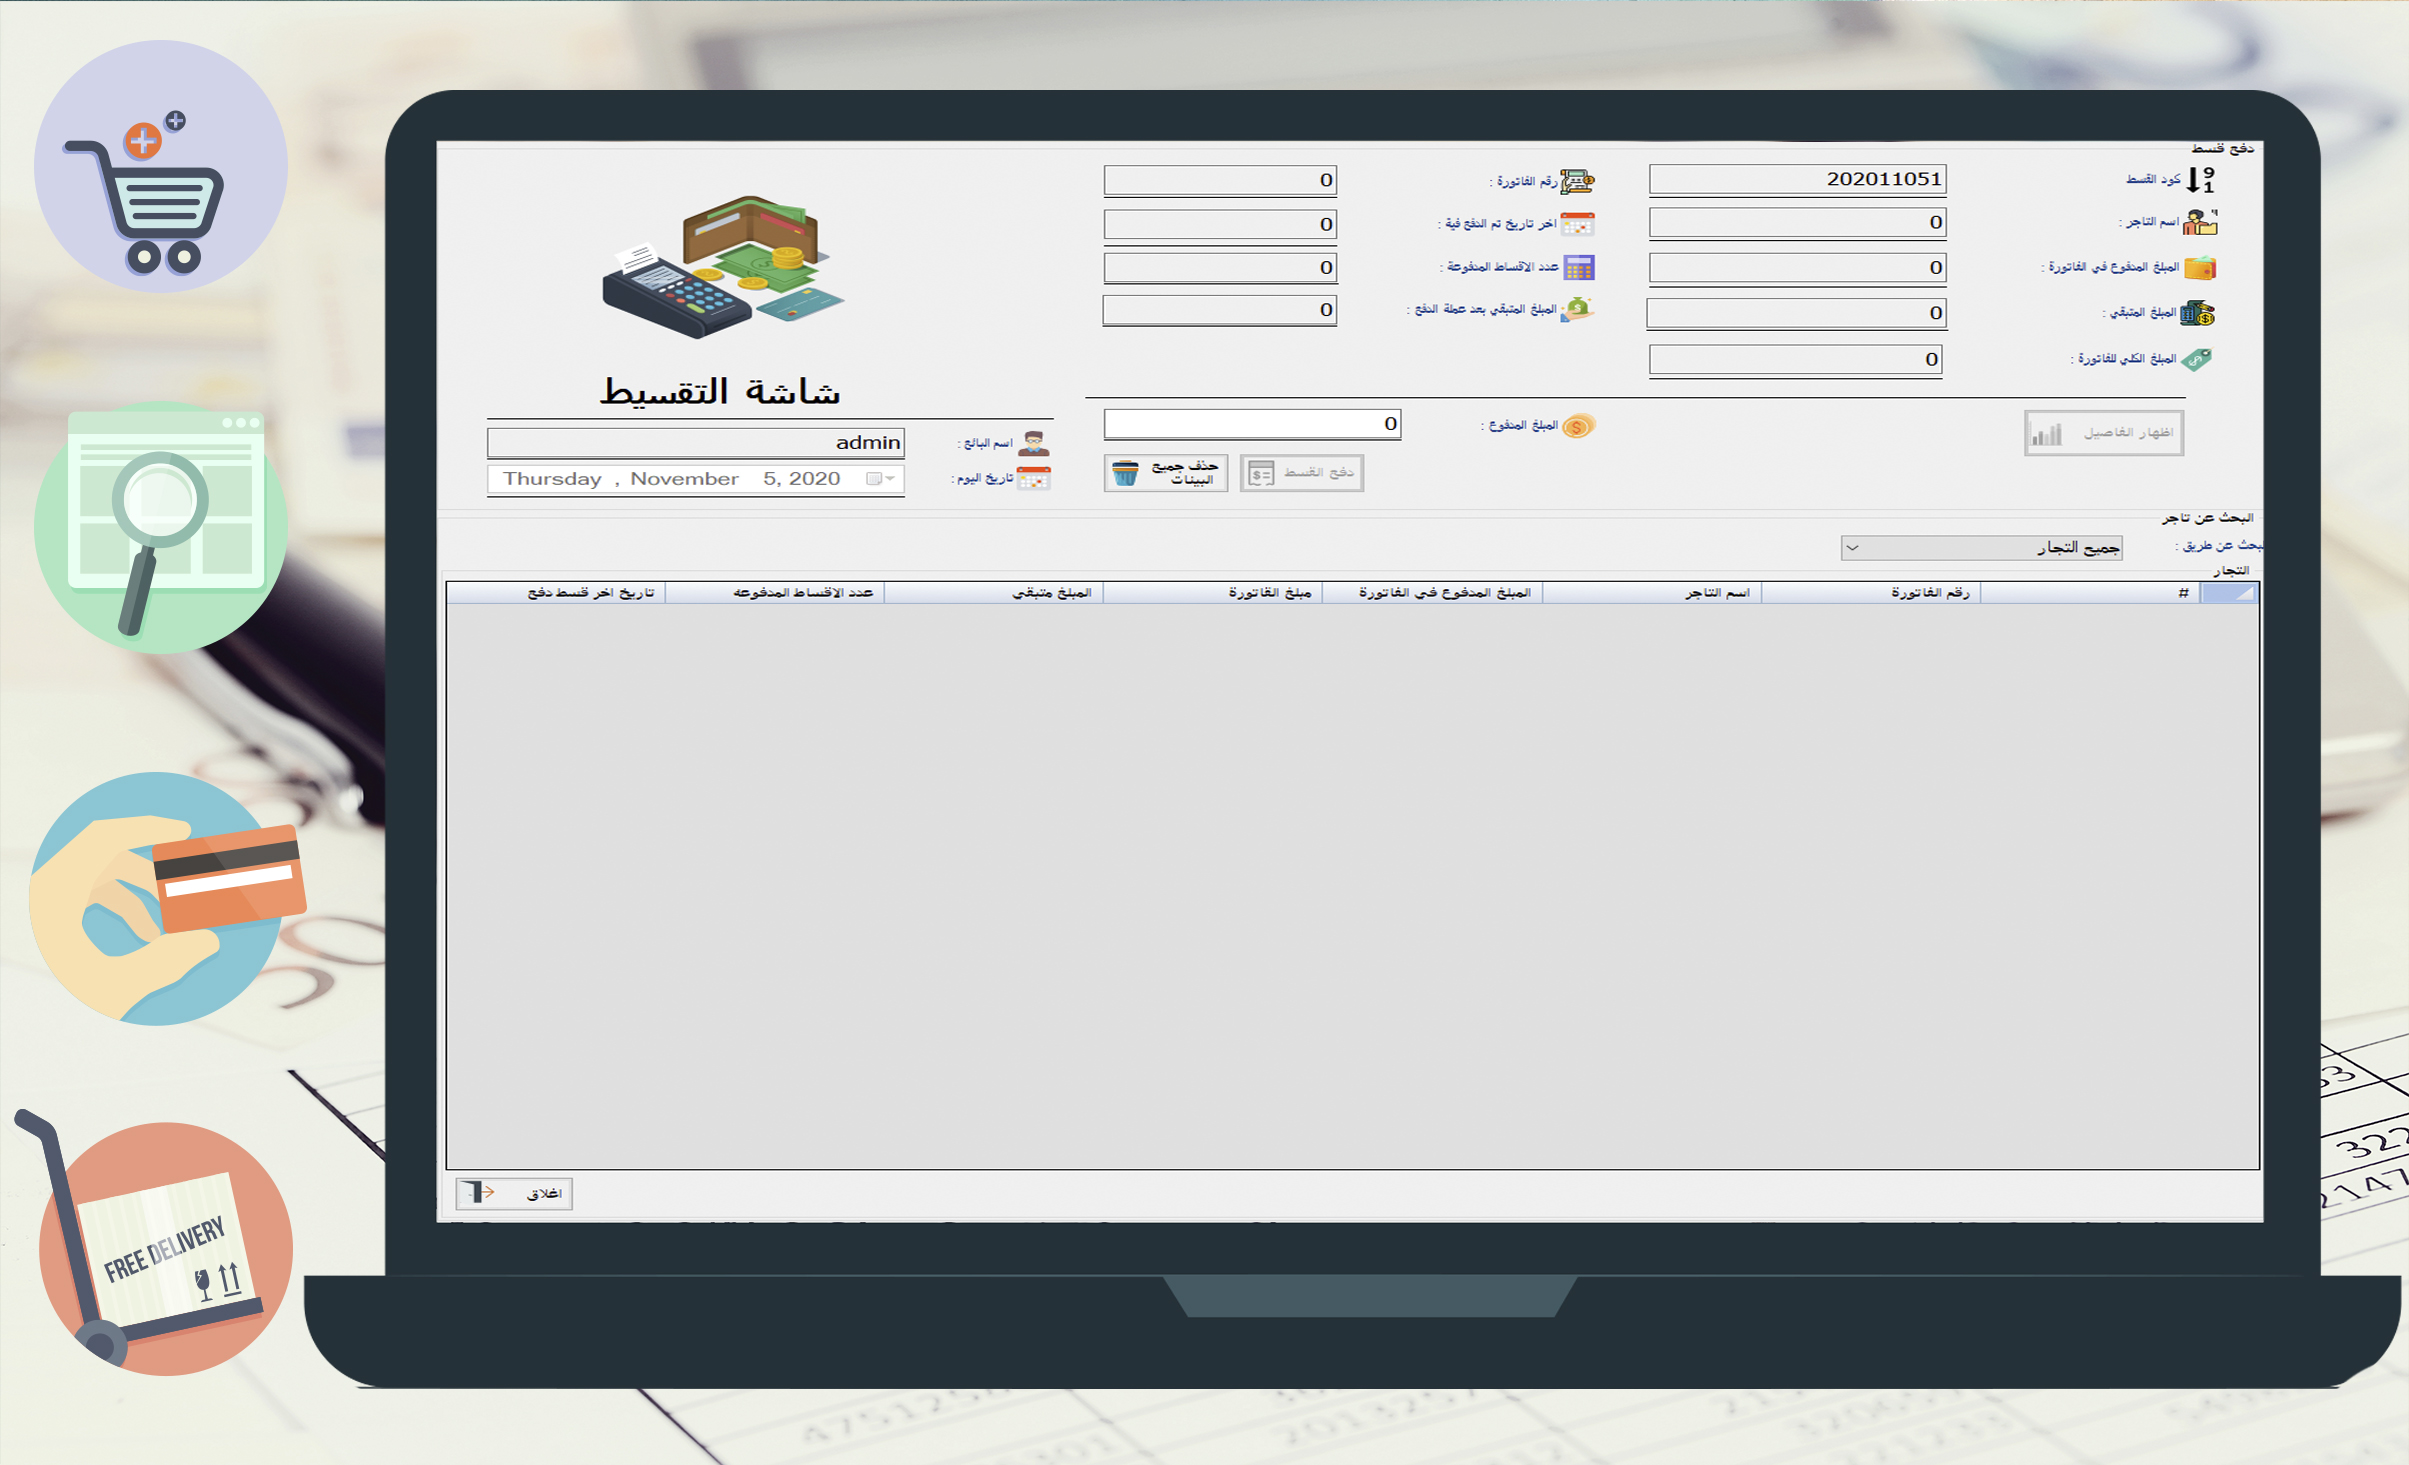 دفع قسط
كود القسط
202011051
رقم الفاتورة :
0
اسم التاجر :
0
اخر تاريخ تم الدفع فية :
0
المبلغ المدفوع في الفاتورة :
0
عدد الاقساط المدفوعة :
0
المبلغ المتبقي :
0
المبلغ المتبقي بعد عملة الدفع :
0
المبلغ الكلي للفاتورة :
0
شاشة التقسيط
اظهار الفاصيل
المبلغ المدفوع :
0
دفع القسط
حذف جميع
البينات
اسم البائع :
admin
تاريخ اليوم :
Thursday , November 5, 2020
البحث عن تاجر
بحث عن طريق :
جميع التجار
التجار
# رقم الفاتورة اسم التاجر المبلغ المدفوع في الفاتورة مبلغ الفاتورة المبلغ متبقي عدد الاقساط المدفوعه تاريخ اخر قسط دفع
اغلاق
FREE DELIVERY